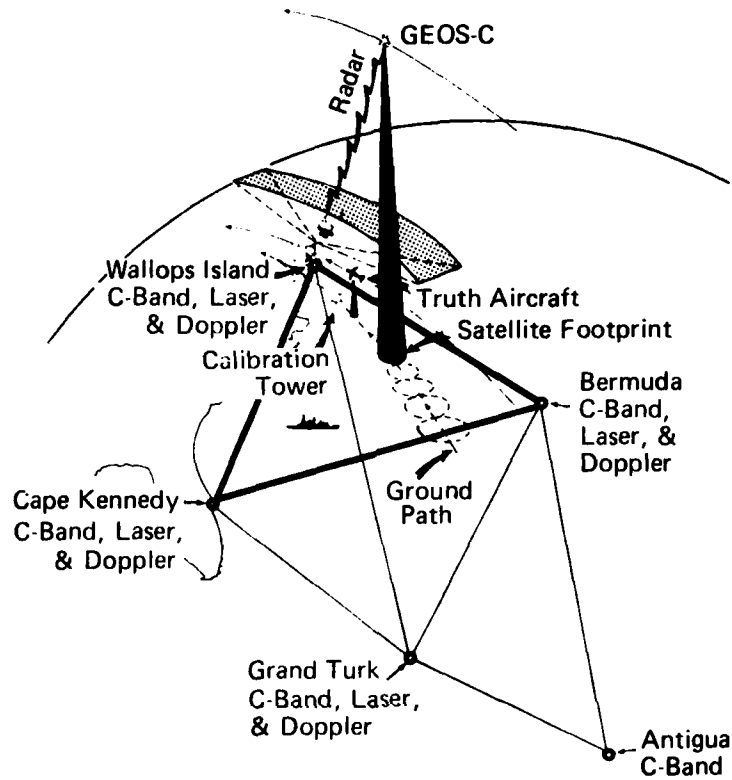 GEOS-C
Radar
Wallops Island
C-Band, Laser,
& Doppler
Truth Aircraft
Satellite Footprint
Calibration
Tower
Bermuda
C-Band,
Laser, &
Doppler
Ground
Path
Cape Kennedy
C-Band, Laser,
& Doppler
Grand Turk
C-Band, Laser,
& Doppler
Antigua
C-Band